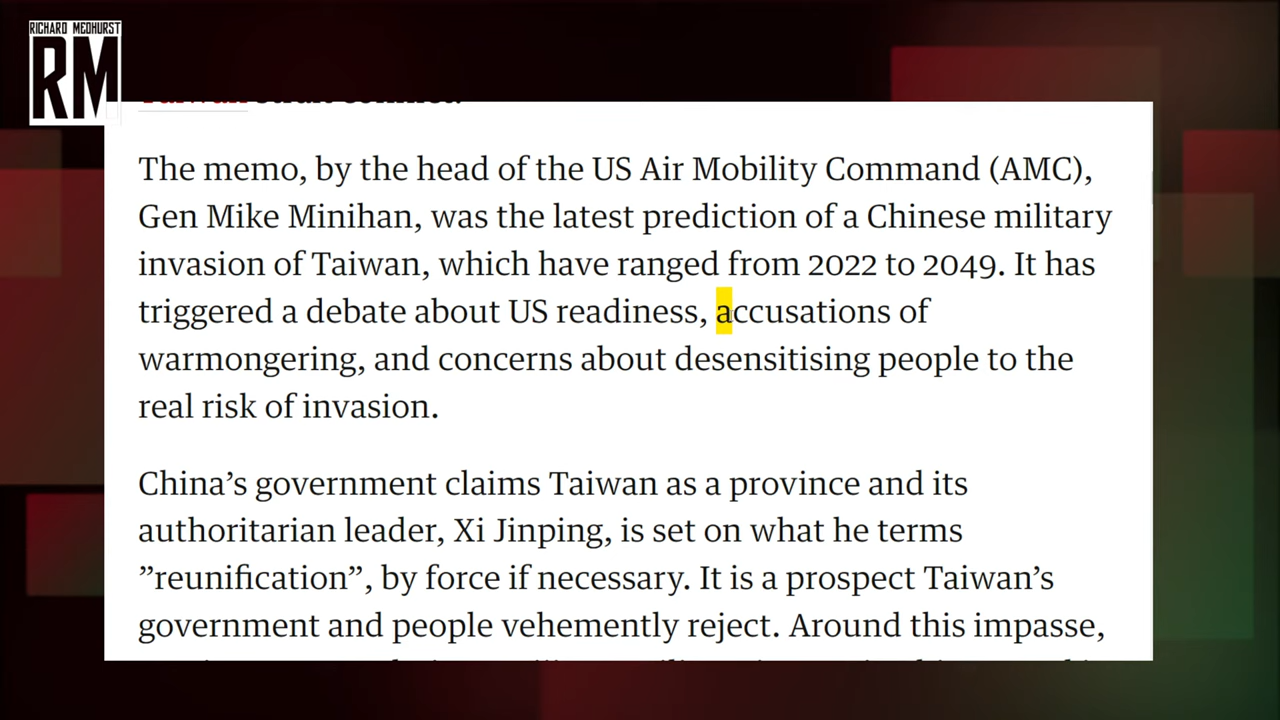 RICHARD MEDHURST
RM
The memo, by the head of the US Air Mobility Command (AMC),
Gen Mike Minihan, was the latest prediction of a Chinese military
invasion of Taiwan, which have ranged from 2022 to 2049. It has
triggered a debate about US readiness, accusations of
warmongering, and concerns about desensitising people to the
real risk of invasion.
China’s government claims Taiwan as a province and its
authoritarian leader, Xi Jinping, is set on what he terms
”reunification”, by force if necessary. It is a prospect Taiwan’s
government and people vehemently reject. Around this impasse,